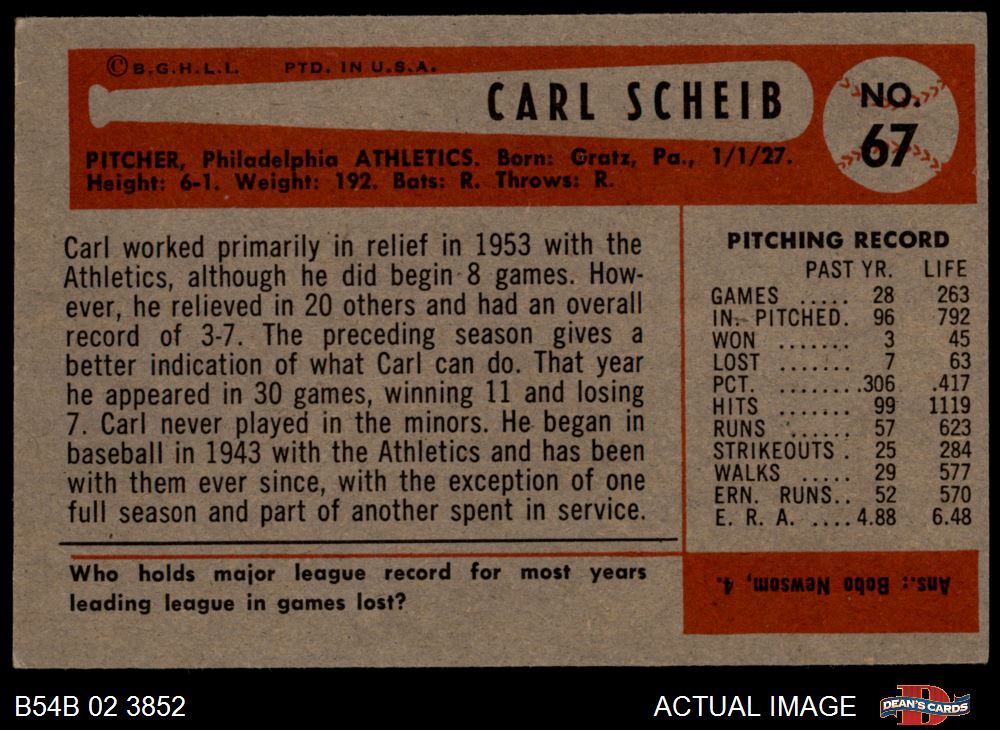 © B.G.H.L.I. PTD. IN U.S.A.
CARL SCHEIB
NO.
67
PITCHER, Philadelphia ATHLETICS. Born: Gratz, Pa., 1/1/27.
Height: 6-1. Weight: 192. Bats: R. Throws: R.
Carl worked primarily in relief in 1953 with the
Athletics, although he did begin 8 games. How-
ever, he relieved in 20 others and had an overall
record of 3-7. The preceding season gives a
better indication of what Carl can do. That year
he appeared in 30 games, winning 11 and losing
7. Carl never played in the minors. He began in
baseball in 1943 with the Athletics and has been
with them ever since, with the exception of one
full season and part of another spent in service.
PITCHING RECORD
PAST YR. LIFE
GAMES ..... 28 263
IN. PITCHED. 96 792
WON ....... 3 45
LOST ....... 7 63
PCT. ........ .306 .417
HITS ....... 99 1119
RUNS ...... 57 623
STRIKEOUTS . 25 284
WALKS ..... 29 577
ERN. RUNS.. 52 570
E. R. A. .... 4.88 6.48
Who holds major league record for most years
leading league in games lost?
Ans.: Bobo Newsom, 4.
B54B 02 3852
ACTUAL IMAGE
D
DEAN'S CARDS